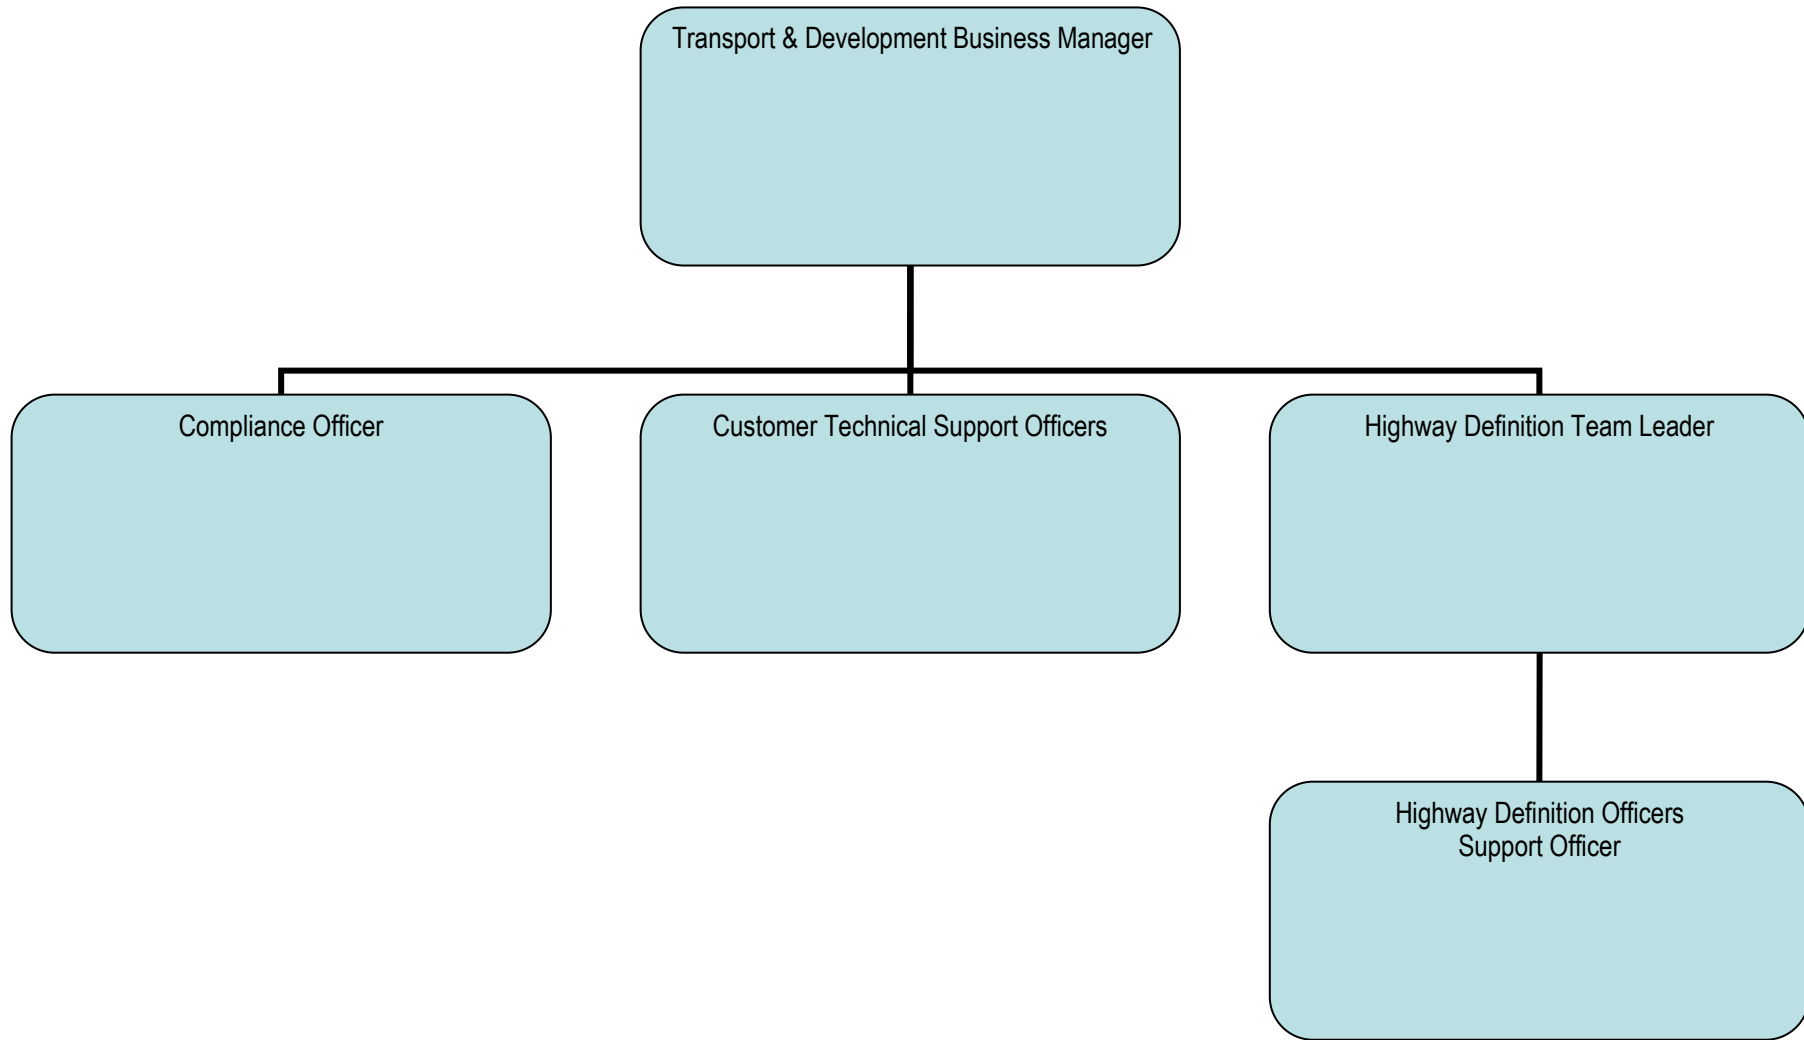 Transport & Development Business Manager
Compliance Officer
Customer Technical Support Officers
Highway Definition Team Leader
Highway Definition Officers
Support Officer